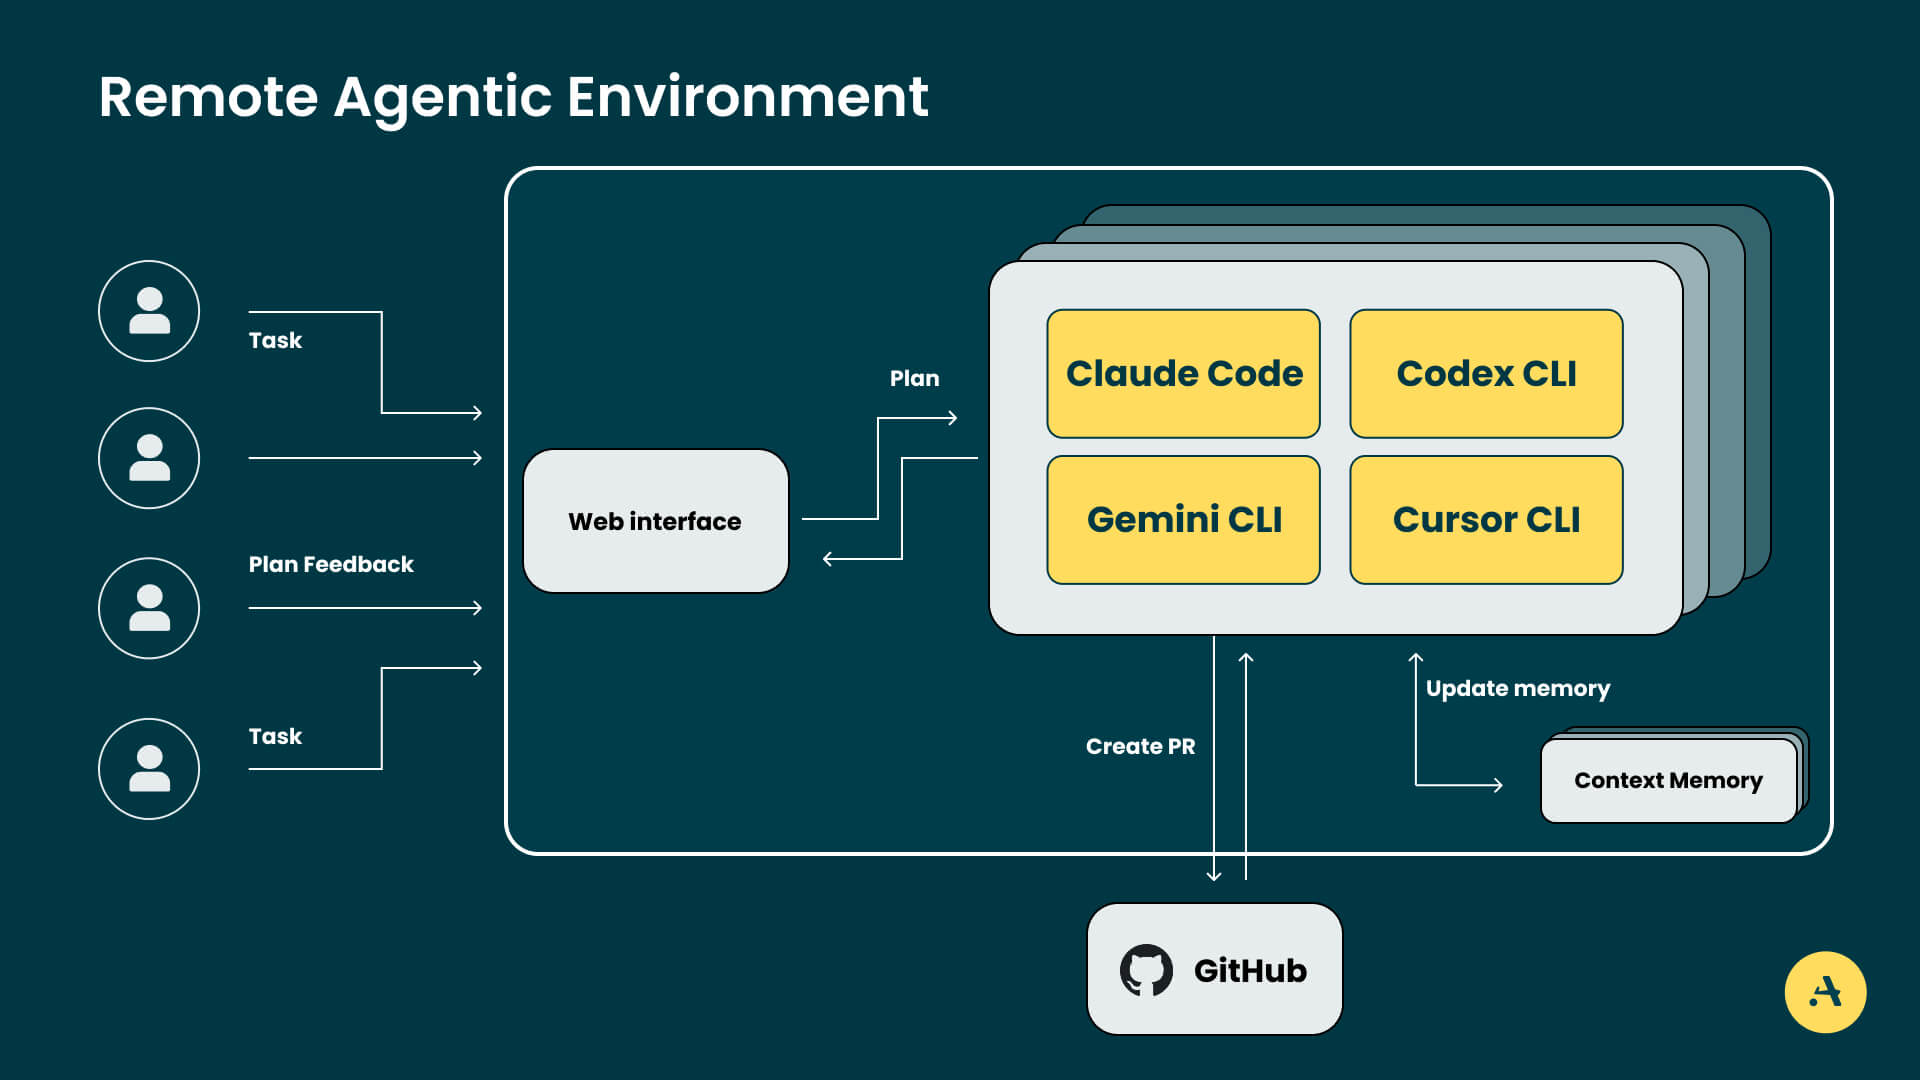 Remote Agentic Environment
Task
Plan Feedback
Task
Web interface
Plan
Claude Code
Codex CLI
Gemini CLI
Cursor CLI
Update memory
Create PR
Context Memory
GitHub